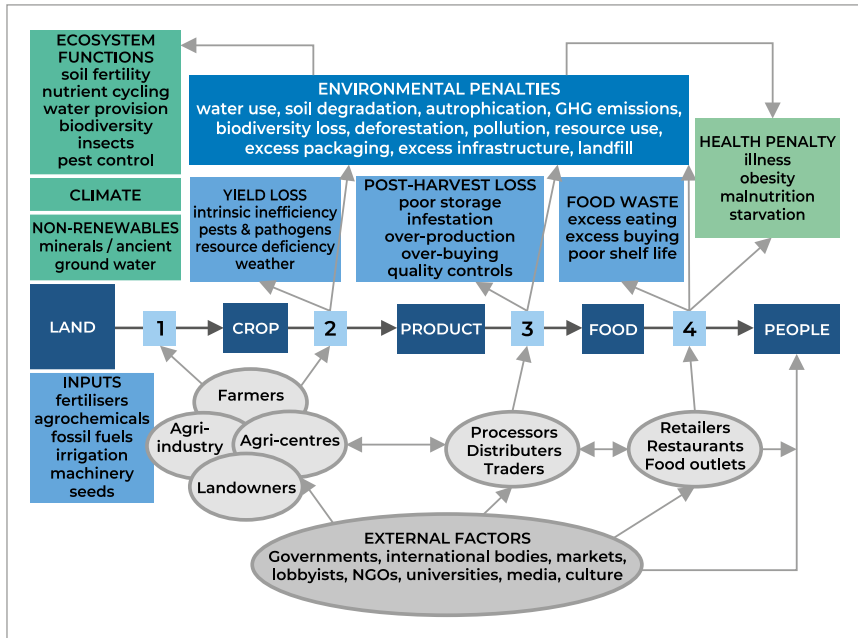 ECOSYSTEM
FUNCTIONS
soil fertility
nutrient cycling
water provision
biodiversity
insects
pest control
CLIMATE
NON-RENEWABLES
minerals / ancient
ground water
ENVIRONMENTAL PENALTIES
water use, soil degradation, autrophication, GHG emissions,
biodiversity loss, deforestation, pollution, resource use,
excess packaging, excess infrastructure, landfill
YIELD LOSS
intrinsic inefficiency
pests & pathogens
resource deficiency
weather
POST-HARVEST LOSS
poor storage
infestation
over-production
over-buying
quality controls
FOOD WASTE
excess eating
excess buying
poor shelf life
HEALTH PENALTY
illness
obesity
malnutrition
starvation
LAND
1
CROP
2
PRODUCT
3
FOOD
4
PEOPLE
INPUTS
fertilisers
agrochemicals
fossil fuels
irrigation
machinery
seeds
Farmers
Agri-
industry
Agri-centres
Landowners
Processors
Distributers
Traders
Retailers
Restaurants
Food outlets
EXTERNAL FACTORS
Governments, international bodies, markets,
lobbyists, NGOs, universities, media, culture